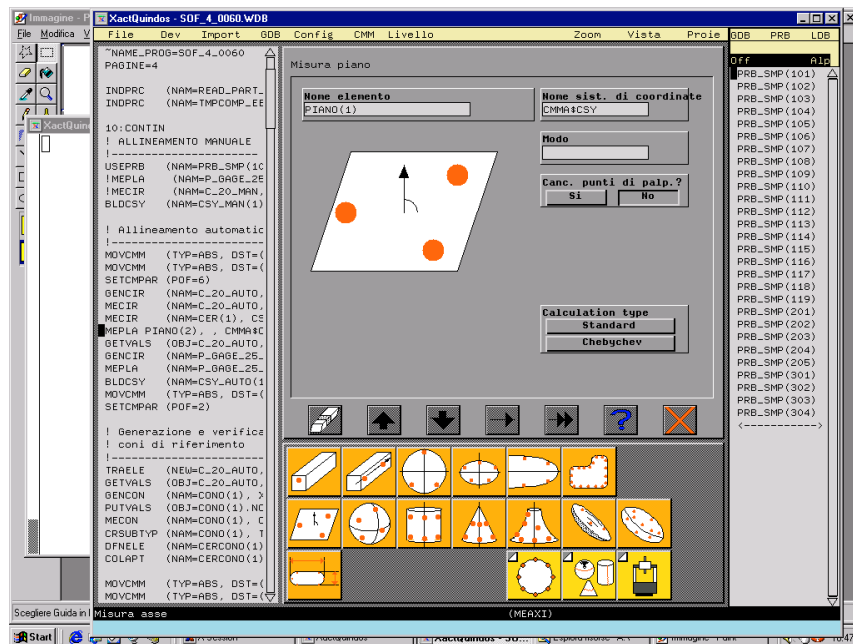 Immagine - P
XactQuindos - SOF_4_0060.WDB
File Modifica V
File Dev Import GDB Config CMM Livello Zoom Vista Proie GDB PRB LDB
~NAME_PROG=SOF_4_0060
PAGINE=4
INDPRC (NAM=READ_PART_
INDPRC (NAM=TMPCOMP_EE
10:CONTIN
! ALLINEAMENTO MANUALE
!----------------------
USEPRB (NAM=PRB_SMP(1C
!MEPLA (NAM=P_GAGE_25
!MECIR (NAM=C_20_MAN,
BLDCSY (NAM=CSY_MAN(1)
! Allineamento automatic
!----------------------
MOVCMM (TYP=ABS, DST=(
MOVCMM (TYP=ABS, DST=(
SETCMPAR (POF=6)
GENCIR (NAM=C_20_AUTO,
MECIR (NAM=C_20_AUTO,
MECIR (NAM=CER(1), CS
MEPLA PIANO(2), , CMMA$C
GETVALS (OBJ=C_20_AUTO,
GENCIR (NAM=P_GAGE_25_
MEPLA (NAM=P_GAGE_25_
BLDCSY (NAM=CSY_AUTO(1
MOVCMM (TYP=ABS, DST=(
SETCMPAR (POF=2)
! Generazione e verifica
! coni di riferimento
!----------------------
TRAELE (NEW=C_20_AUTO,
GETVALS (OBJ=C_20_AUTO,
GENCON (NAM=CONO(1), X
PUTVALS (OBJ=CONO(1).NC
MECON (NAM=CONO(1), C
CRSUBTYP (NAM=CONO(1), T
DFNELE (NAM=CERCONO(1)
COLAPT (NAM=CERCONO(1)
MOVCMM (TYP=ABS, DST=(
MOVCMM (TYP=ABS, DST=(
XactQuin
Misura piano
Nome elemento
PIANO(1)
Nome sist. di coordinate
CMMA$CSY
Modo
Canc. punti di palp.?
Si No
Calculation type
Standard
Chebychev
Off Alp
PRB_SMP(101)
PRB_SMP(102)
PRB_SMP(103)
PRB_SMP(104)
PRB_SMP(105)
PRB_SMP(106)
PRB_SMP(107)
PRB_SMP(108)
PRB_SMP(109)
PRB_SMP(110)
PRB_SMP(111)
PRB_SMP(112)
PRB_SMP(113)
PRB_SMP(114)
PRB_SMP(115)
PRB_SMP(116)
PRB_SMP(117)
PRB_SMP(118)
PRB_SMP(119)
PRB_SMP(201)
PRB_SMP(202)
PRB_SMP(203)
PRB_SMP(204)
PRB_SMP(205)
PRB_SMP(301)
PRB_SMP(302)
PRB_SMP(303)
PRB_SMP(304)
<---------->
Scegliere Guida in
Misura asse (MEAXI)
Start